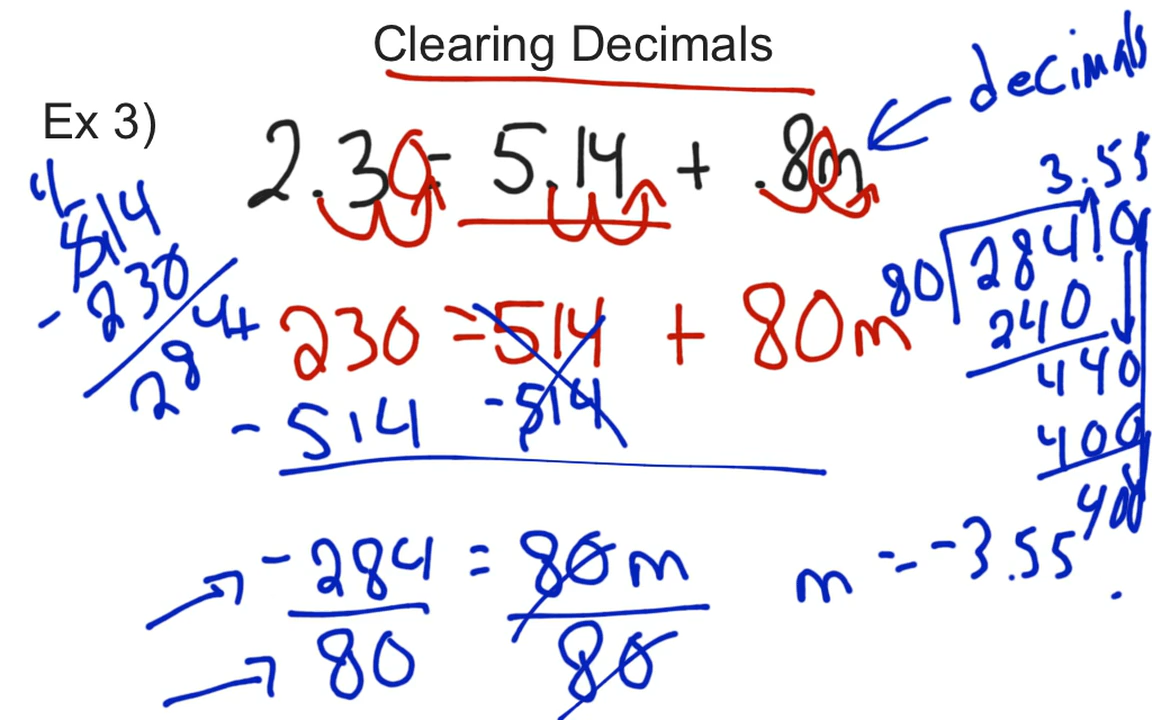 Clearing Decimals
decimals
Ex 3)
2.30 = 5.14 + .80m
514
- 230
284
230 = 514 + 80m
- 514 - 514
-284 = 80m
80 80
m = -3.55
3.55
80 284.0
240
440
400
400